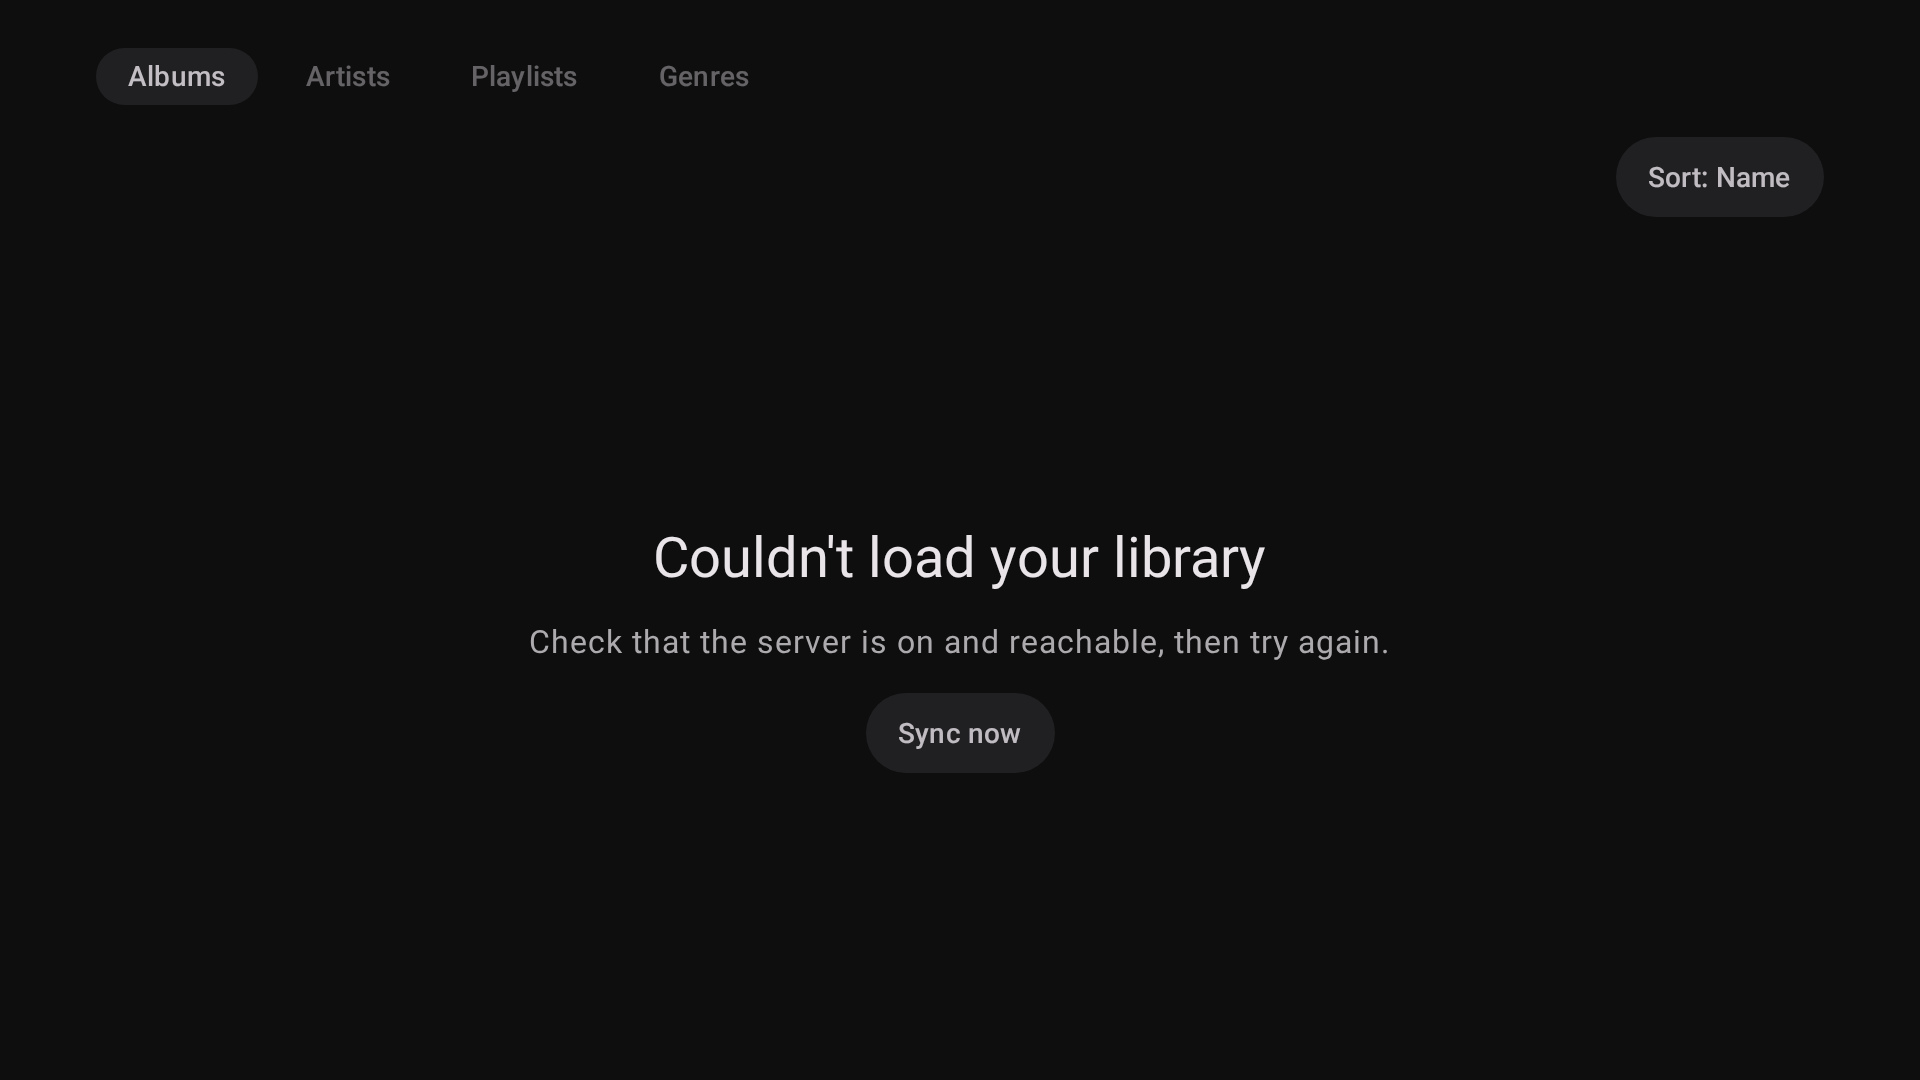 Albums Artists Playlists Genres
Sort: Name
Couldn't load your library
Check that the server is on and reachable, then try again.
Sync now